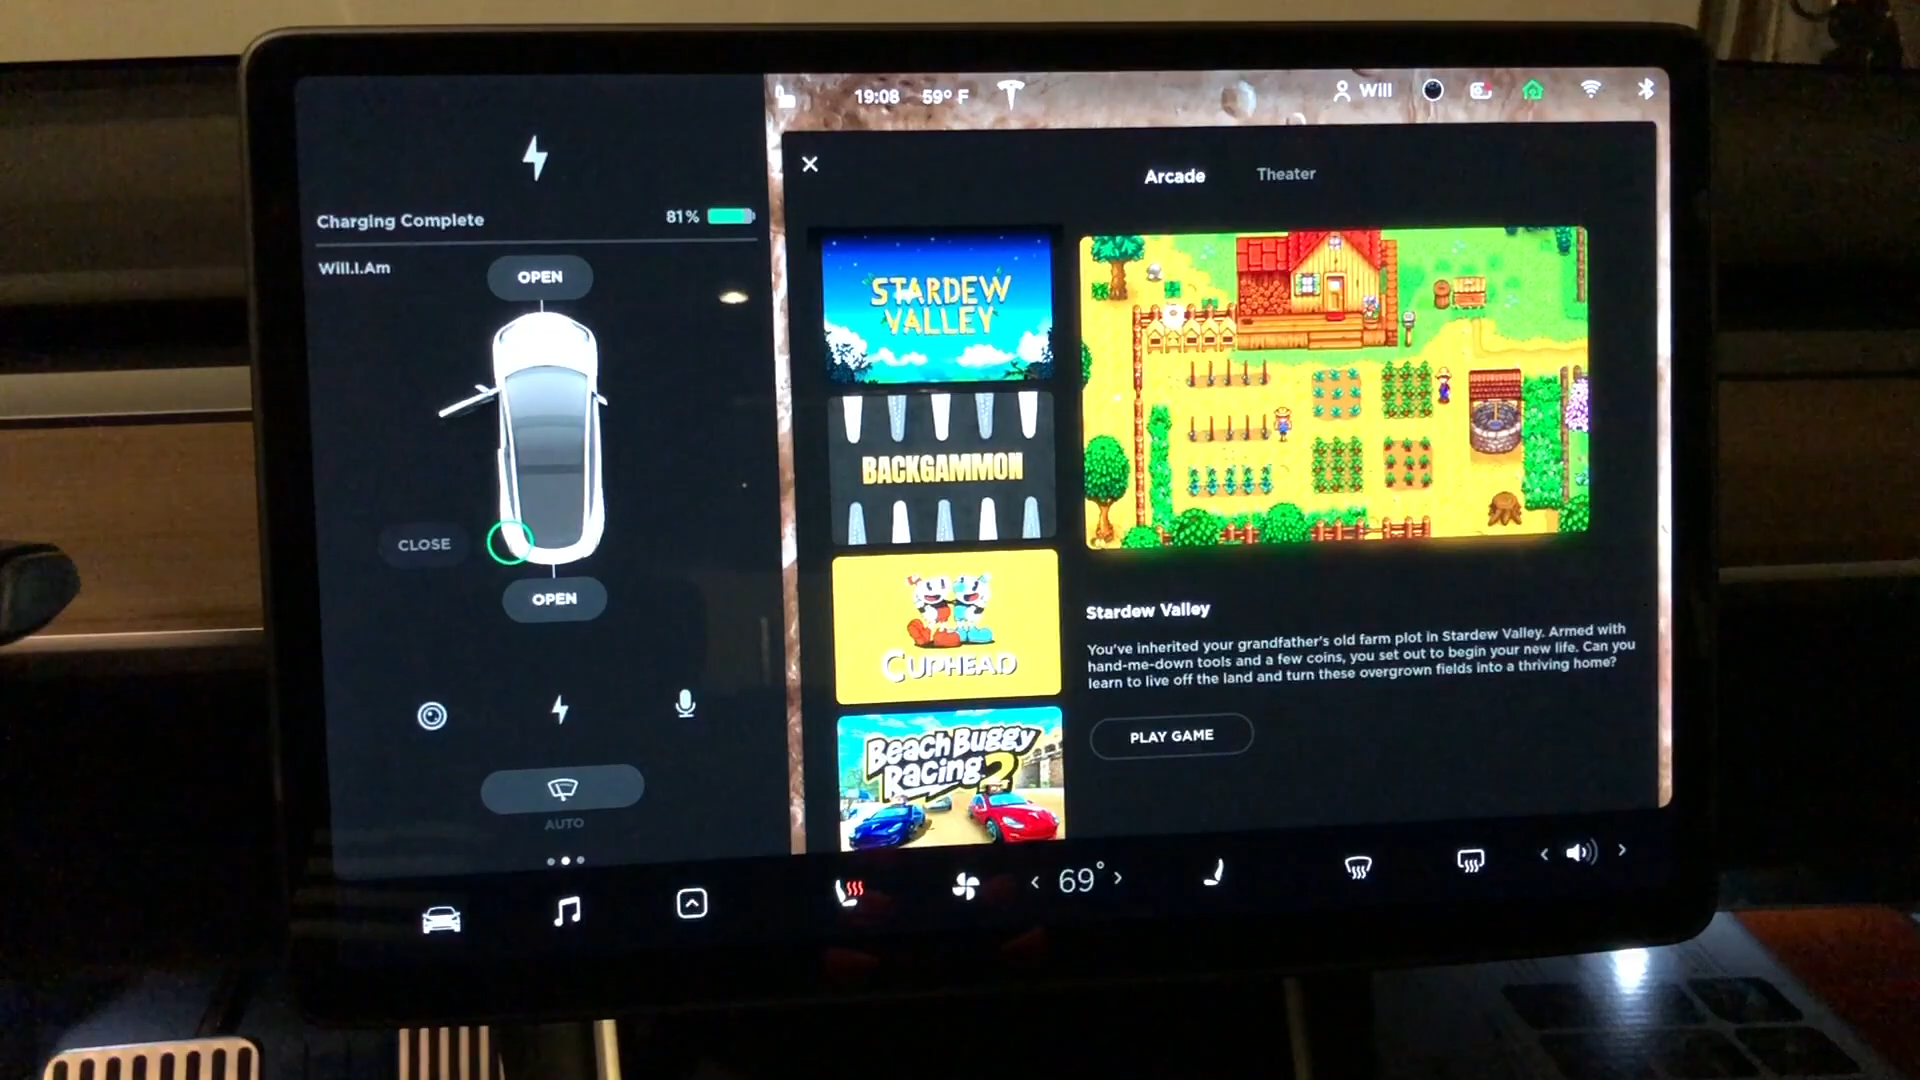 19:08 59° F
Will
Charging Complete 81%
Will.I.Am
OPEN
CLOSE
OPEN
AUTO
Arcade Theater
STARDEW
VALLEY
BACKGAMMON
CUPHEAD
Beach Buggy
Racing 2
Stardew Valley
You've inherited your grandfather's old farm plot in Stardew Valley. Armed with
hand-me-down tools and a few coins, you set out to begin your new life. Can you
learn to live off the land and turn these overgrown fields into a thriving home?
PLAY GAME
69°